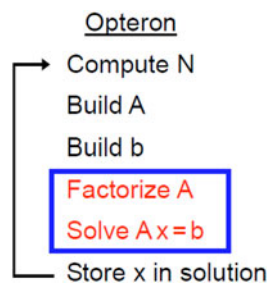 Opteron
Compute N
Build A
Build b
Factorize A
Solve A x = b
Store x in solution